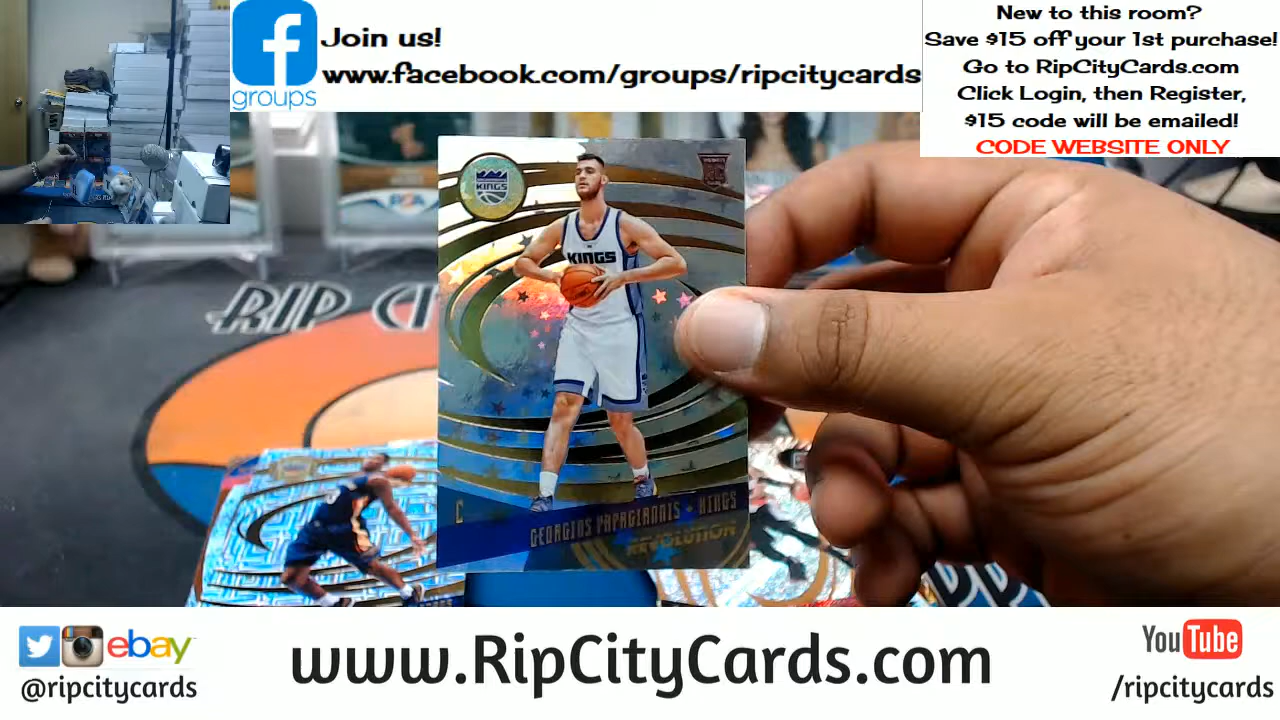 groups
Join us!
www.facebook.com/groups/ripcitycards
New to this room?
Save $15 off your 1st purchase!
Go to RipCityCards.com
Click Login, then Register,
$15 code will be emailed!
CODE WEBSITE ONLY
RIP CI
KINGS
KINGS
C
GEORGIOS PAPAGIANNIS • KINGS
REVOLUTION
ebay
@ripcitycards
www.RipCityCards.com
YouTube
/ripcitycards